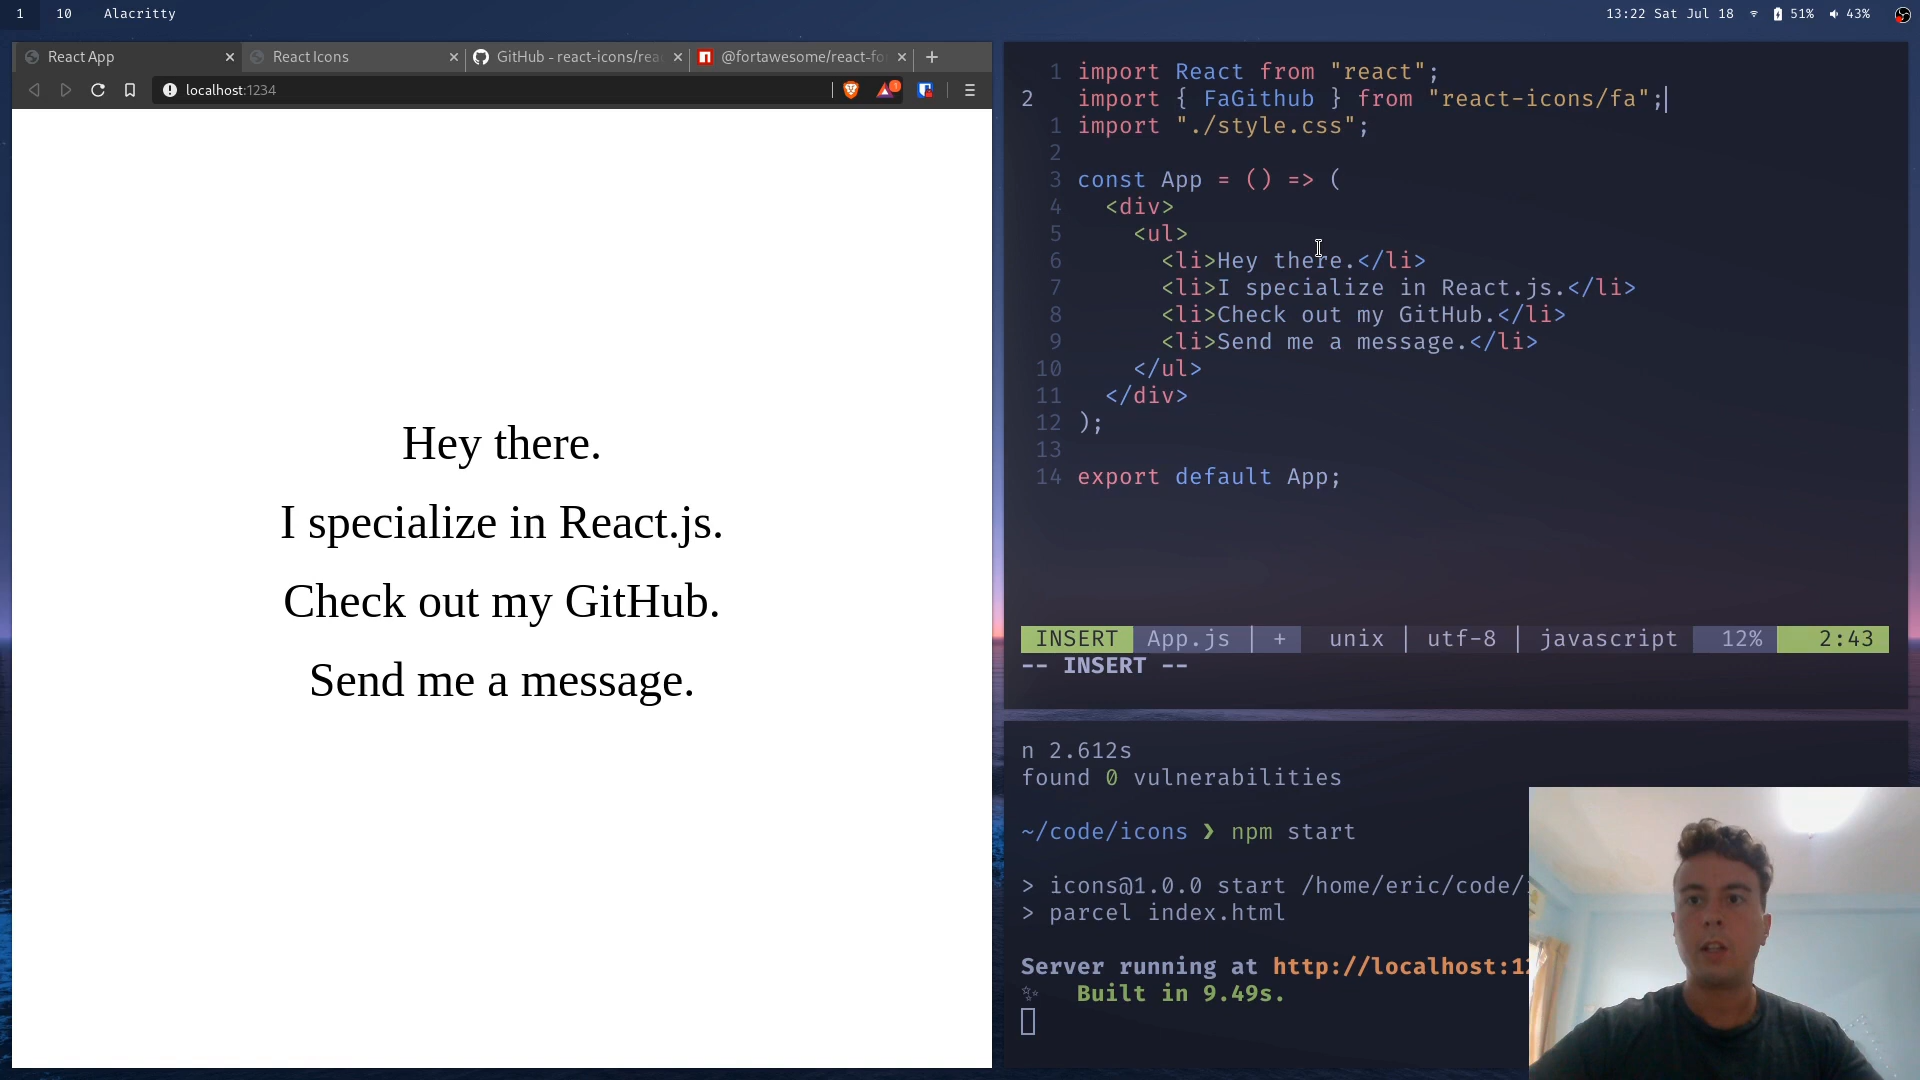 1 10 Alacritty
13:22 Sat Jul 18 51% 43%
React App
React Icons
GitHub - react-icons/rea
@fortawesome/react-fo
localhost:1234
1
Hey there.
I specialize in React.js.
Check out my GitHub.
Send me a message.
1 import React from "react";
2 import { FaGithub } from "react-icons/fa";
1 import "./style.css";
2
3 const App = () => (
4 <div>
5 <ul>
6 <li>Hey there.</li>
7 <li>I specialize in React.js.</li>
8 <li>Check out my GitHub.</li>
9 <li>Send me a message.</li>
10 </ul>
11 </div>
12 );
13
14 export default App;
INSERT App.js | + unix | utf-8 | javascript 12% 2:43
-- INSERT --
n 2.612s
found 0 vulnerabilities
~/code/icons ❯ npm start
> icons@1.0.0 start /home/eric/code/
> parcel index.html
Server running at http://localhost:12
✨ Built in 9.49s.